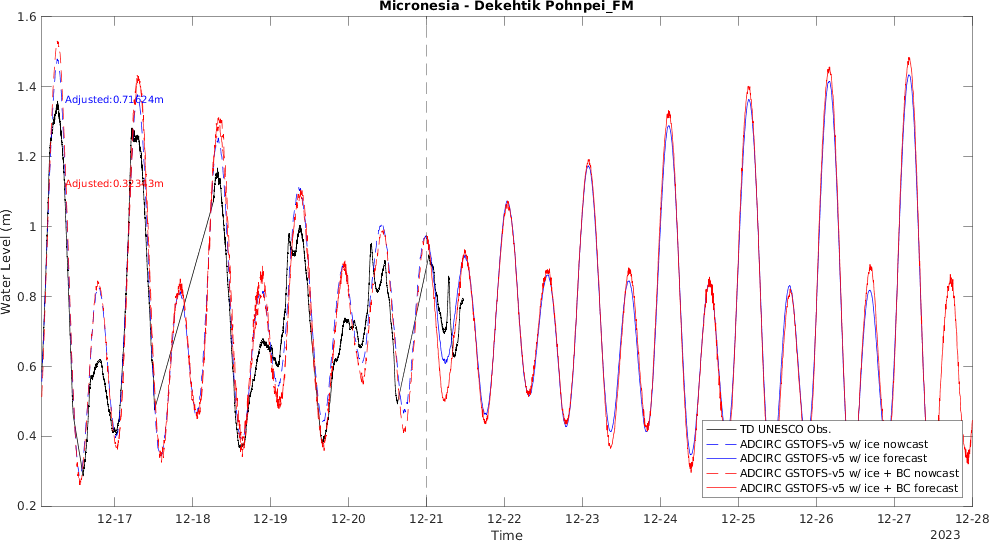 Micronesia - Dekehtik Pohnpei_FM
1.6
1.4
1.2
1
0.8
0.6
0.4
0.2
Water Level (m)
Adjusted:0.71624m
Adjusted:0.32343m
TD UNESCO Obs.
ADCIRC GSTOFS-v5 w/ ice nowcast
ADCIRC GSTOFS-v5 w/ ice forecast
ADCIRC GSTOFS-v5 w/ ice + BC nowcast
ADCIRC GSTOFS-v5 w/ ice + BC forecast
12-17 12-18 12-19 12-20 12-21 12-22 12-23 12-24 12-25 12-26 12-27 12-28
Time
2023